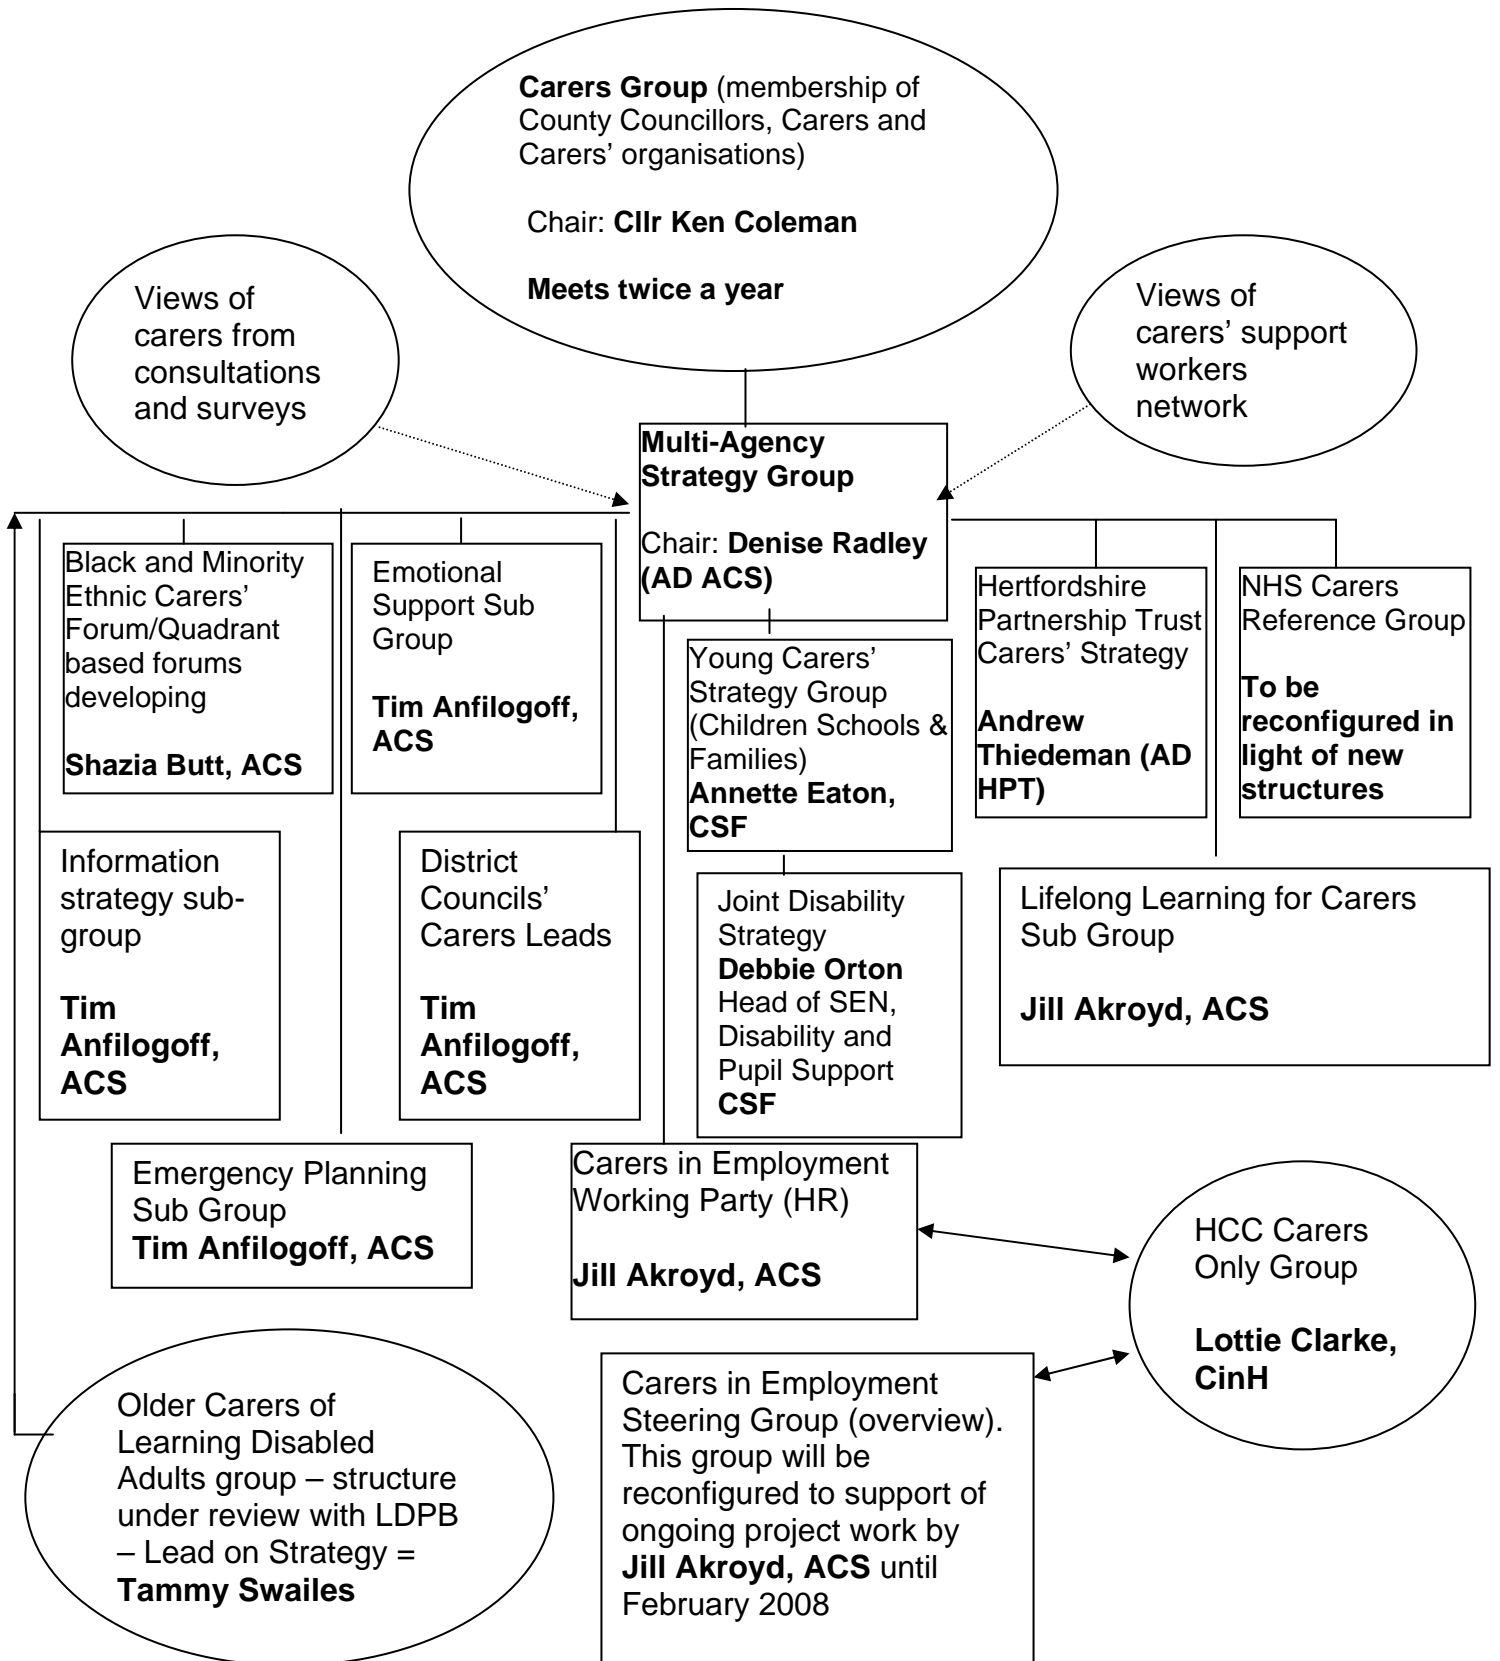 Carers Group (membership of
County Councillors, Carers and
Carers’ organisations)
Chair: Cllr Ken Coleman
Meets twice a year
Views of
carers from
consultations
and surveys
Views of
carers’ support
workers
network
Multi-Agency
Strategy Group
Chair: Denise Radley
(AD ACS)
Black and Minority
Ethnic Carers’
Forum/Quadrant
based forums
developing
Shazia Butt, ACS
Emotional
Support Sub
Group
Tim Anfilogoff,
ACS
Young Carers’
Strategy Group
(Children Schools &
Families)
Annette Eaton,
CSF
Hertfordshire
Partnership Trust
Carers’ Strategy
Andrew
Thiedeman (AD
HPT)
NHS Carers
Reference Group
To be
reconfigured in
light of new
structures
Information
strategy sub-
group
Tim
Anfilogoff,
ACS
District
Councils’
Carers Leads
Tim
Anfilogoff,
ACS
Joint Disability
Strategy
Debbie Orton
Head of SEN,
Disability and
Pupil Support
CSF
Lifelong Learning for Carers
Sub Group
Jill Akroyd, ACS
Emergency Planning
Sub Group
Tim Anfilogoff, ACS
Carers in Employment
Working Party (HR)
Jill Akroyd, ACS
HCC Carers
Only Group
Lottie Clarke,
CinH
Older Carers of
Learning Disabled
Adults group – structure
under review with LDPB
– Lead on Strategy =
Tammy Swailes
Carers in Employment
Steering Group (overview).
This group will be
reconfigured to support of
ongoing project work by
Jill Akroyd, ACS until
February 2008